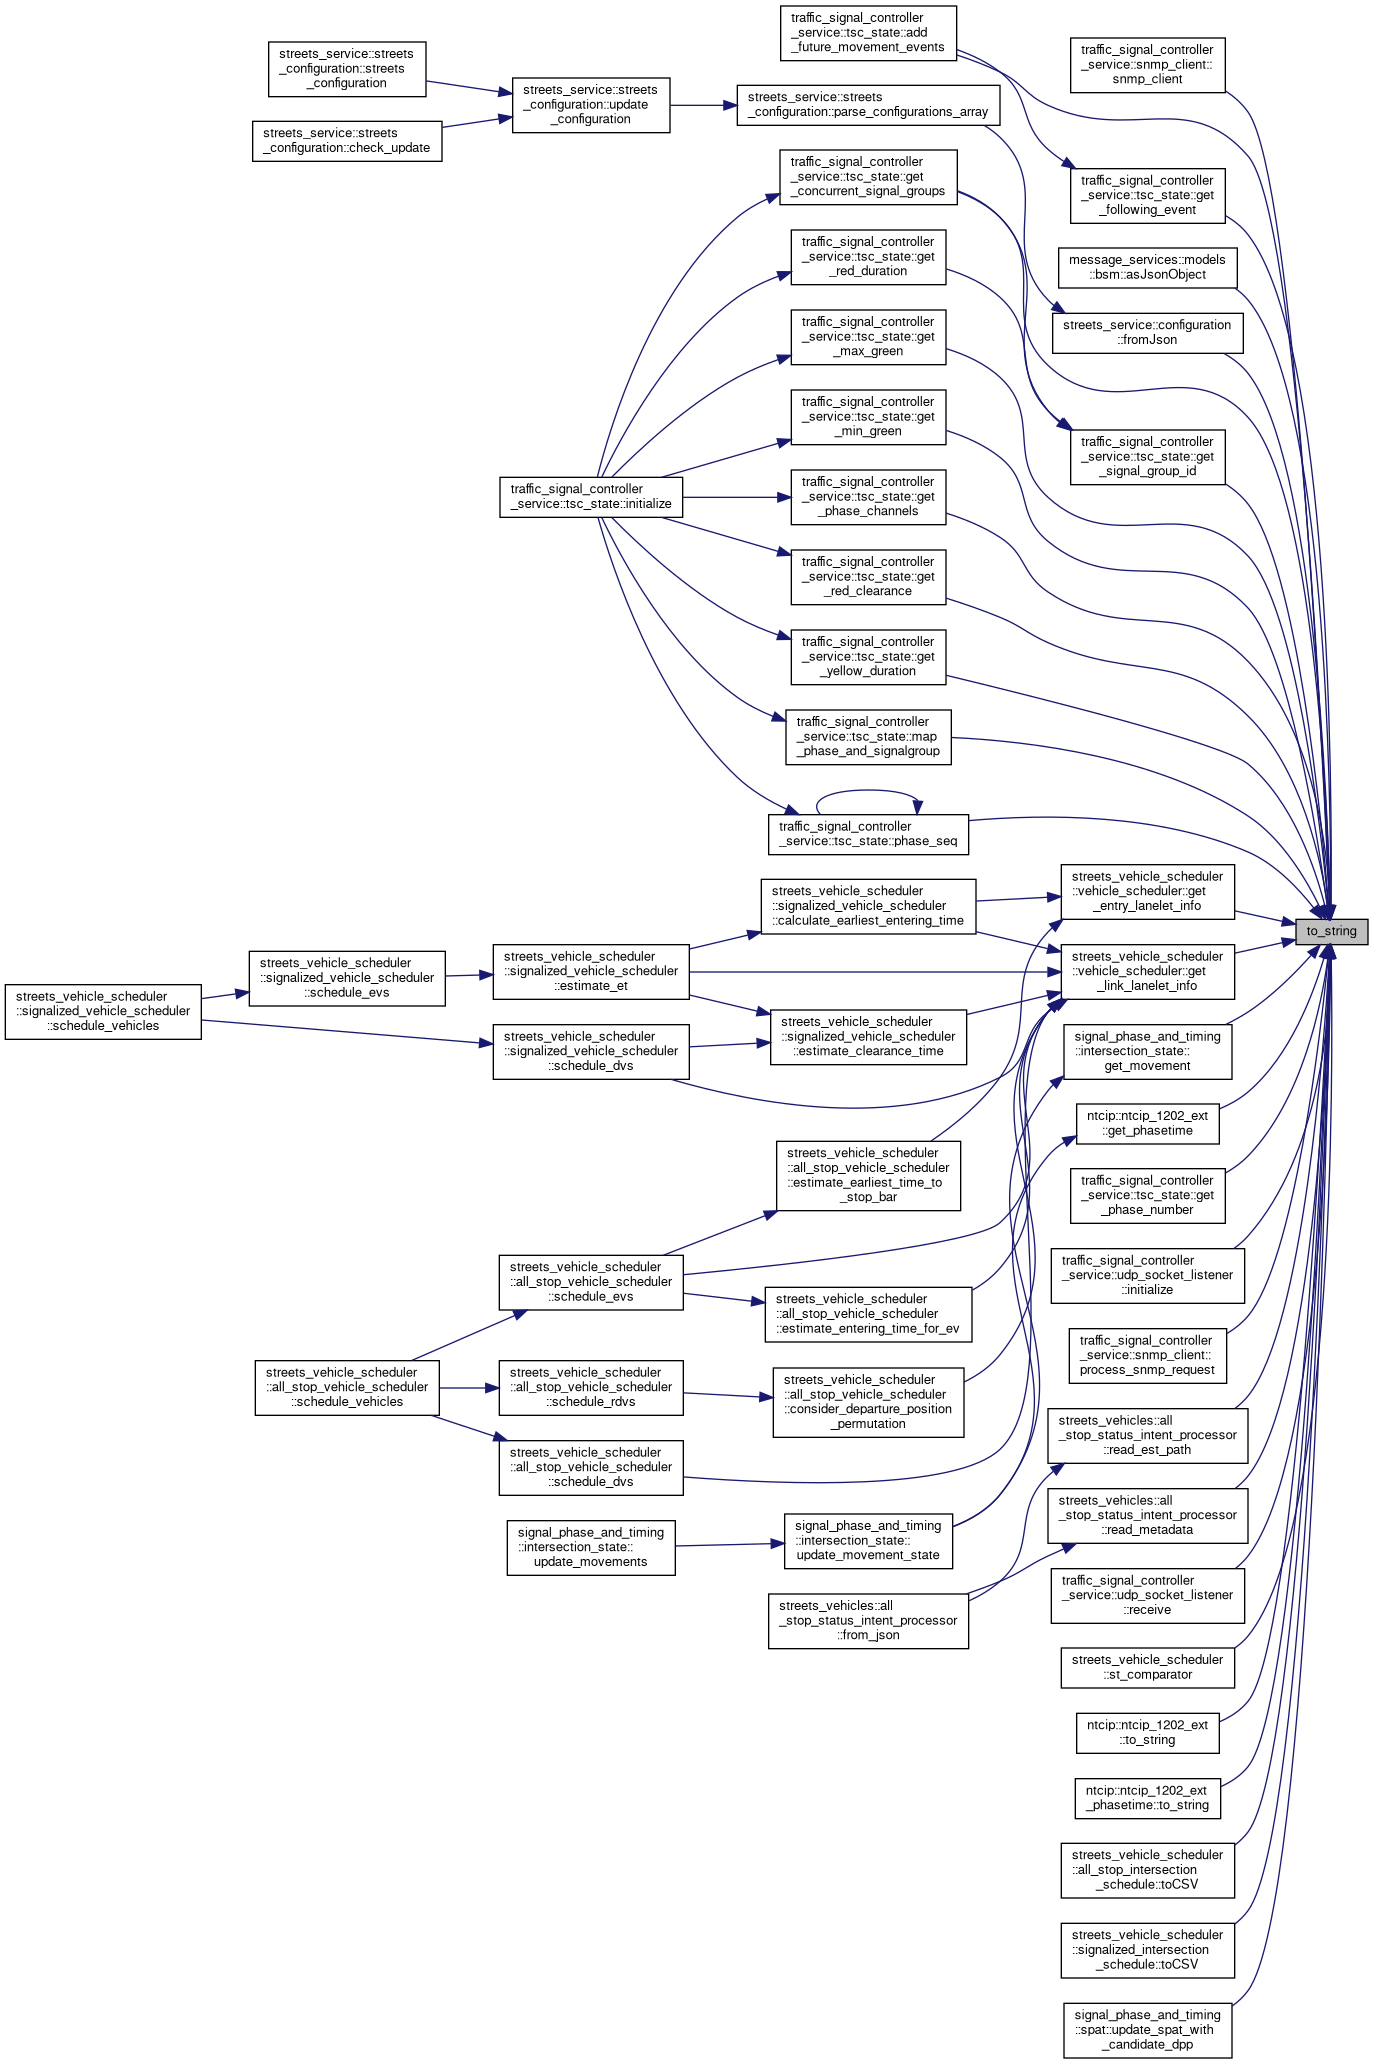 traffic_signal_controller
_service::tsc_state::add
_future_movement_events
traffic_signal_controller
_service::snmp_client::
snmp_client
streets_service::streets
_configuration::streets
_configuration
streets_service::streets
_configuration::update
_configuration
streets_service::streets
_configuration::parse_configurations_array
streets_service::streets
_configuration::check_update
traffic_signal_controller
_service::tsc_state::get
_concurrent_signal_groups
traffic_signal_controller
_service::tsc_state::get
_following_event
traffic_signal_controller
_service::tsc_state::get
_red_duration
message_services::models
::bsm::asJsonObject
streets_service::configuration
::fromJson
traffic_signal_controller
_service::tsc_state::get
_max_green
traffic_signal_controller
_service::tsc_state::get
_min_green
traffic_signal_controller
_service::tsc_state::get
_signal_group_id
traffic_signal_controller
_service::tsc_state::initialize
traffic_signal_controller
_service::tsc_state::get
_phase_channels
traffic_signal_controller
_service::tsc_state::get
_red_clearance
traffic_signal_controller
_service::tsc_state::get
_yellow_duration
traffic_signal_controller
_service::tsc_state::map
_phase_and_signalgroup
traffic_signal_controller
_service::tsc_state::phase_seq
streets_vehicle_scheduler
::vehicle_scheduler::get
_entry_lanelet_info
streets_vehicle_scheduler
::signalized_vehicle_scheduler
::calculate_earliest_entering_time
to_string
streets_vehicle_scheduler
::signalized_vehicle_scheduler
::schedule_evs
streets_vehicle_scheduler
::signalized_vehicle_scheduler
::estimate_et
streets_vehicle_scheduler
::vehicle_scheduler::get
_link_lanelet_info
streets_vehicle_scheduler
::signalized_vehicle_scheduler
::schedule_vehicles
streets_vehicle_scheduler
::signalized_vehicle_scheduler
::schedule_dvs
streets_vehicle_scheduler
::signalized_vehicle_scheduler
::estimate_clearance_time
signal_phase_and_timing
::intersection_state::
get_movement
ntcip::ntcip_1202_ext
::get_phasetime
streets_vehicle_scheduler
::all_stop_vehicle_scheduler
::estimate_earliest_time_to
_stop_bar
traffic_signal_controller
_service::tsc_state::get
_phase_number
streets_vehicle_scheduler
::all_stop_vehicle_scheduler
::schedule_evs
traffic_signal_controller
_service::udp_socket_listener
::initialize
streets_vehicle_scheduler
::all_stop_vehicle_scheduler
::estimate_entering_time_for_ev
traffic_signal_controller
_service::snmp_client::
process_snmp_request
streets_vehicle_scheduler
::all_stop_vehicle_scheduler
::schedule_vehicles
streets_vehicle_scheduler
::all_stop_vehicle_scheduler
::schedule_rdvs
streets_vehicle_scheduler
::all_stop_vehicle_scheduler
::consider_departure_position
_permutation
streets_vehicles::all
_stop_status_intent_processor
::read_est_path
streets_vehicle_scheduler
::all_stop_vehicle_scheduler
::schedule_dvs
streets_vehicles::all
_stop_status_intent_processor
::read_metadata
signal_phase_and_timing
::intersection_state::
update_movements
signal_phase_and_timing
::intersection_state::
update_movement_state
traffic_signal_controller
_service::udp_socket_listener
::receive
streets_vehicles::all
_stop_status_intent_processor
::from_json
streets_vehicle_scheduler
::st_comparator
ntcip::ntcip_1202_ext
::to_string
ntcip::ntcip_1202_ext
_phasetime::to_string
streets_vehicle_scheduler
::all_stop_intersection
_schedule::toCSV
streets_vehicle_scheduler
::signalized_intersection
_schedule::toCSV
signal_phase_and_timing
::spat::update_spat_with
_candidate_dpp